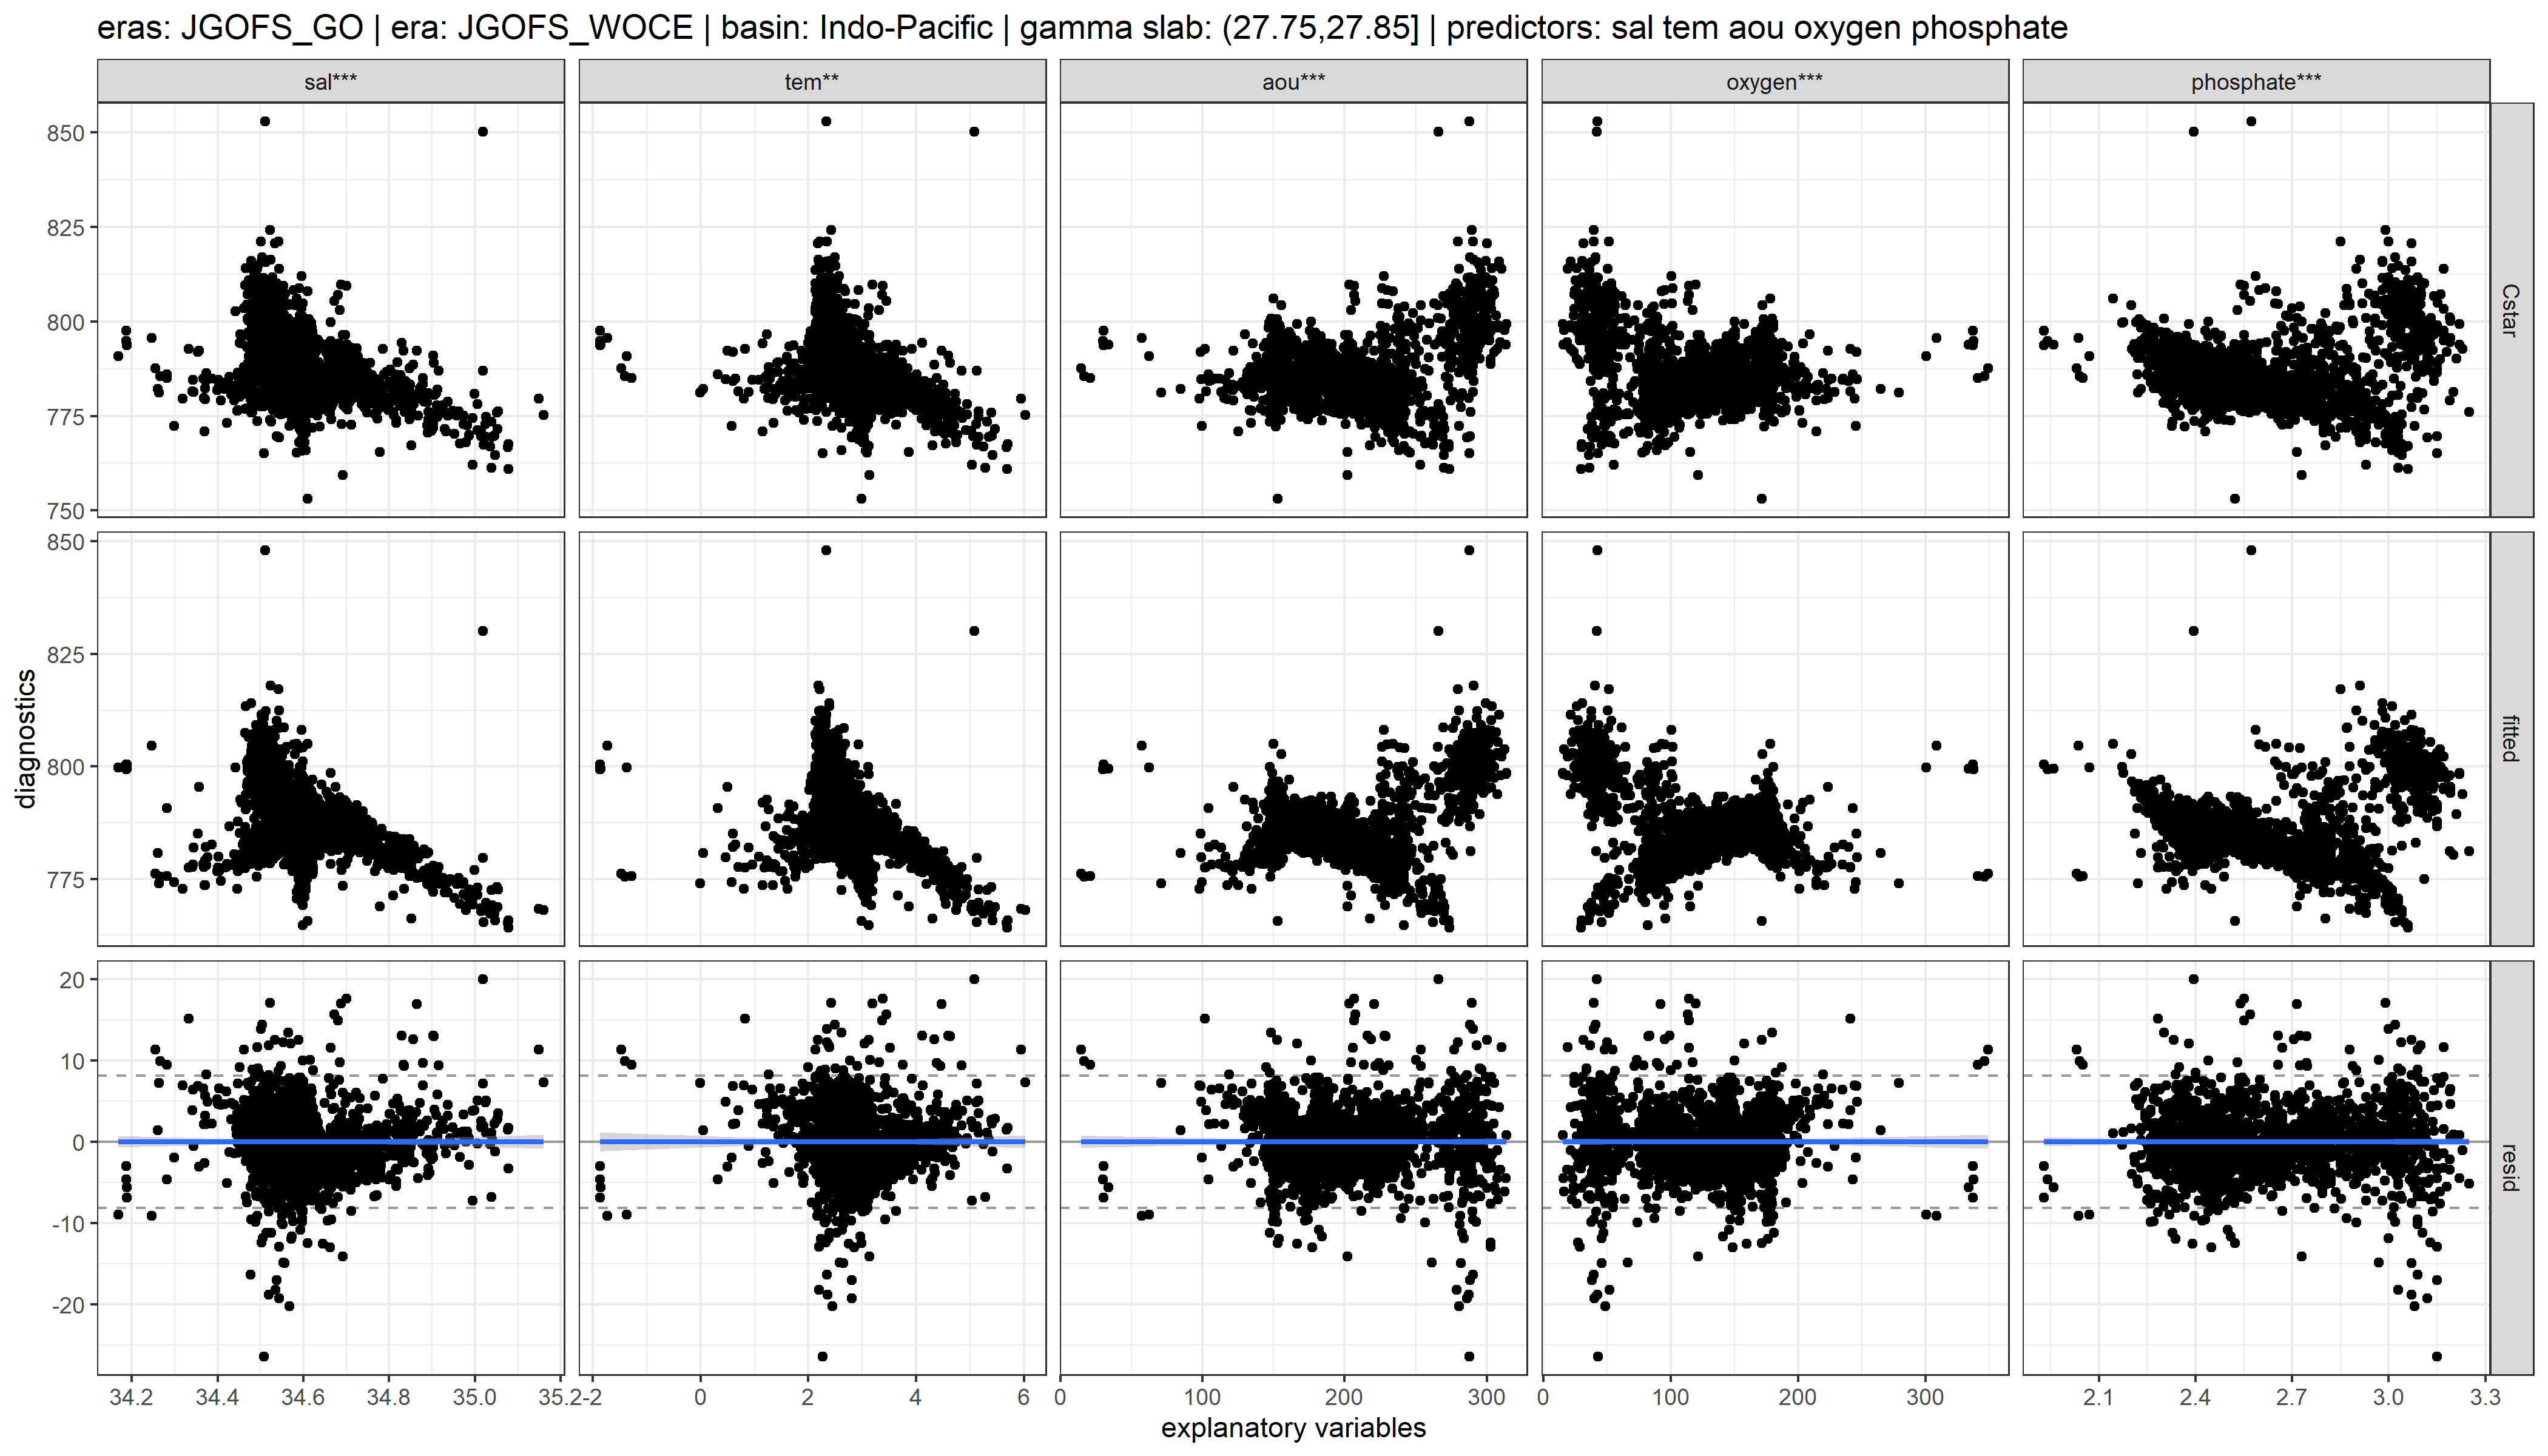 eras: JGOFS_GO | era: JGOFS_WOCE | basin: Indo-Pacific | gamma slab: (27.75,27.85] | predictors: sal tem aou oxygen phosphate
sal*** tem** aou*** oxygen*** phosphate***
850
825
800
775
750
Cstar
850
825
800
775
fitted
diagnostics
20
10
0
-10
-20
resid
34.2 34.4 34.6 34.8 35.0 35.2 -2 0 2 4 6 0 100 200 300 0 100 200 300 2.1 2.4 2.7 3.0 3.3
explanatory variables